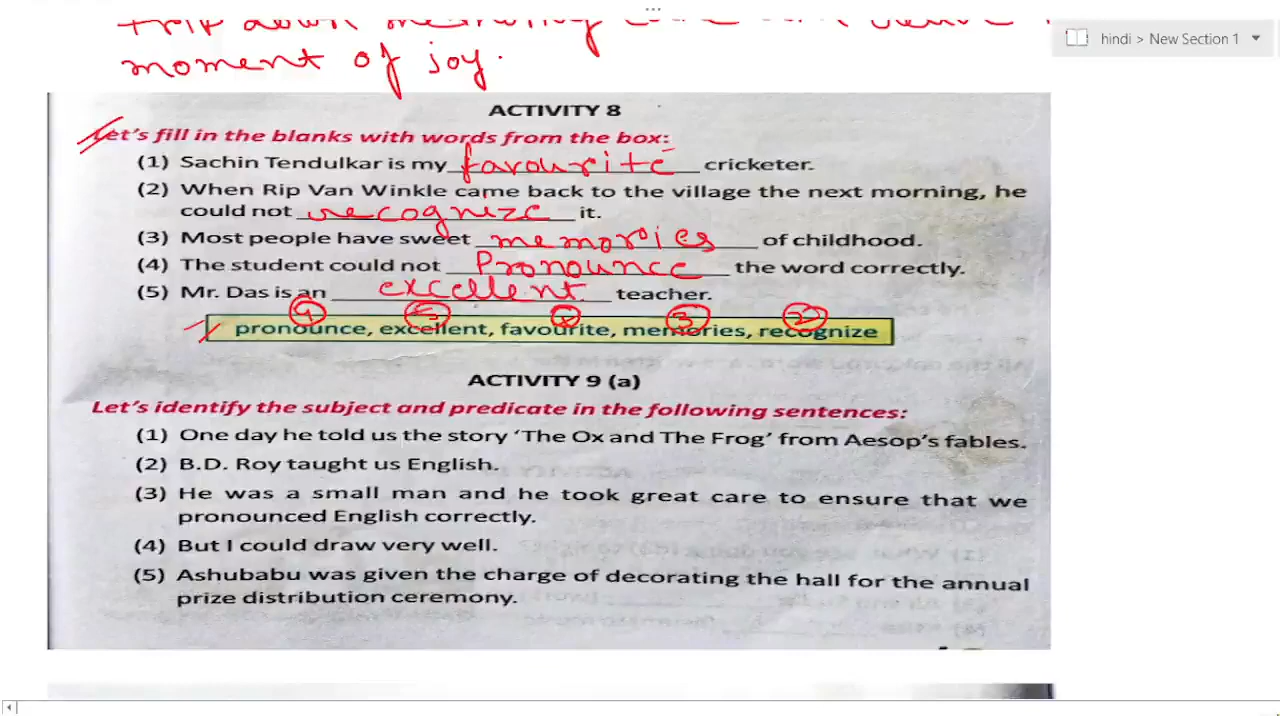 hindi > New Section 1
moment of joy.
ACTIVITY 8
Let's fill in the blanks with words from the box:
(1) Sachin Tendulkar is my favourite cricketer.
(2) When Rip Van Winkle came back to the village the next morning, he
could not recognize it.
(3) Most people have sweet memories of childhood.
(4) The student could not Pronounce the word correctly.
(5) Mr. Das is an excellent teacher.
pronounce, excellent, favourite, memories, recognize
ACTIVITY 9 (a)
Let's identify the subject and predicate in the following sentences:
(1) One day he told us the story 'The Ox and The Frog' from Aesop's fables.
(2) B.D. Roy taught us English.
(3) He was a small man and he took great care to ensure that we
pronounced English correctly.
(4) But I could draw very well.
(5) Ashubabu was given the charge of decorating the hall for the annual
prize distribution ceremony.